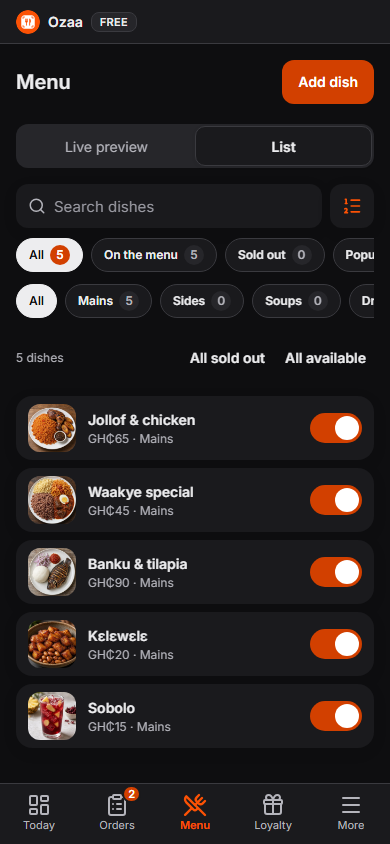 Ozaa FREE
Menu
Add dish
Live preview List
Search dishes
All 5 On the menu 5 Sold out 0 Popu
All Mains 5 Sides 0 Soups 0 Dr
5 dishes All sold out All available
Jollof & chicken
GH₵65 · Mains
Waakye special
GH₵45 · Mains
Banku & tilapia
GH₵90 · Mains
Kɛlɛwɛlɛ
GH₵20 · Mains
Sobolo
GH₵15 · Mains
2
Today Orders Menu Loyalty More